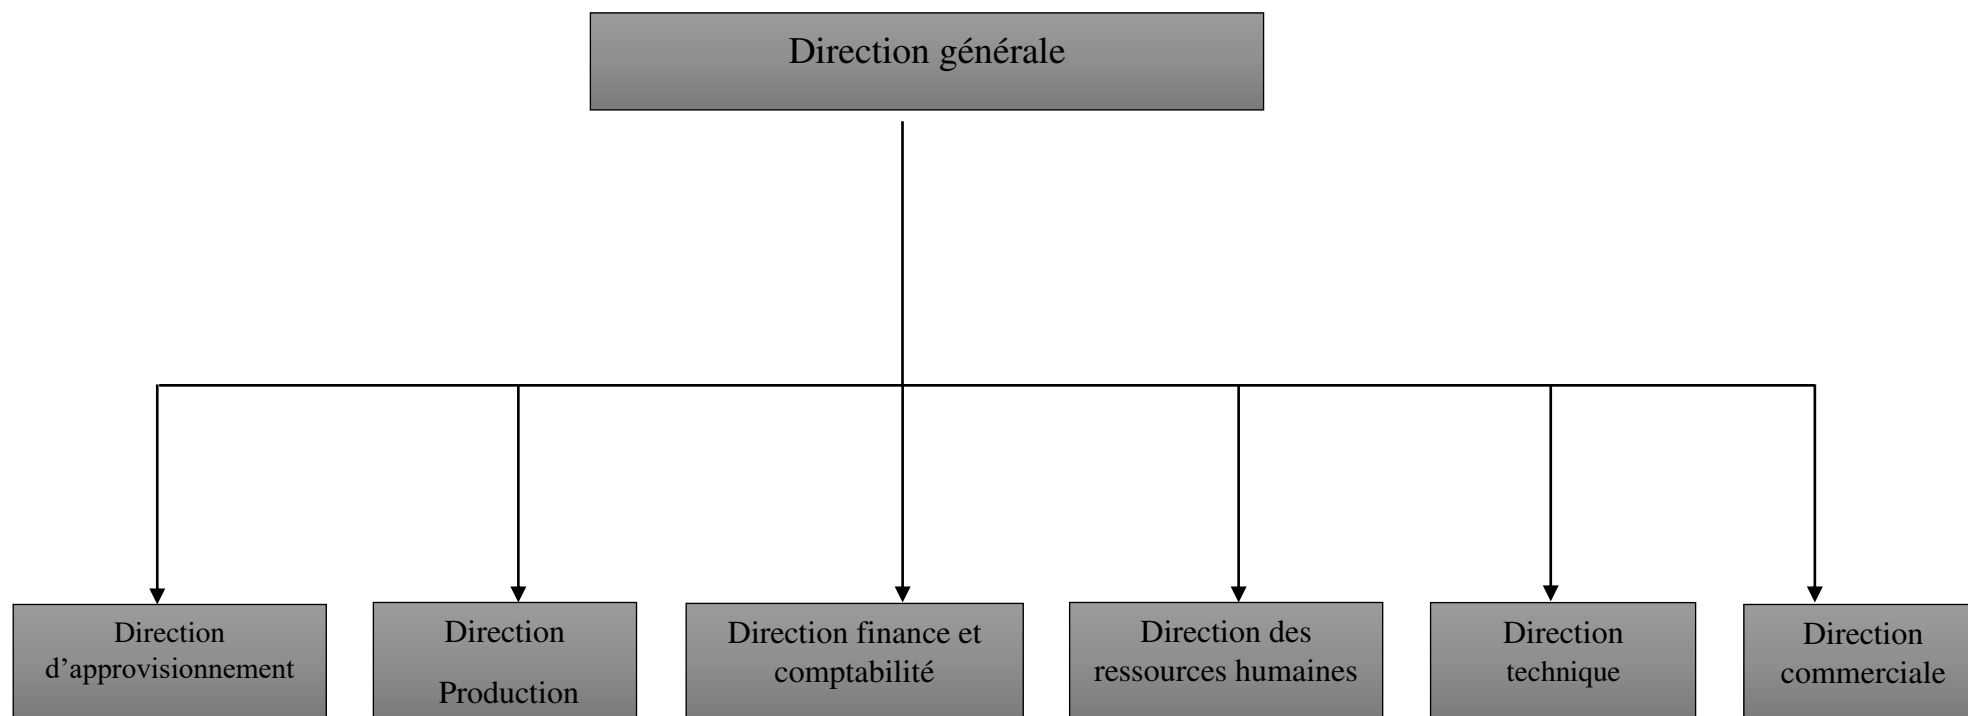 Direction générale
Direction
d’approvisionnement
Direction
Production
Direction finance et
comptabilité
Direction des
ressources humaines
Direction
technique
Direction
commerciale